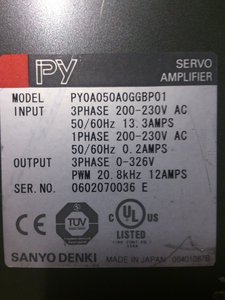 PY
SERVO
AMPLIFIER
MODEL PY0A050A0GGBP01
INPUT 3PHASE 200-230V AC
50/60Hz 13.3AMPS
1PHASE 200-230V AC
50/60Hz 0.2AMPS
OUTPUT 3PHASE 0-326V
PWM 20.8kHz 12AMPS
SER.NO. 0602070036 E
TÜV
C UL US
LISTED
SANYO DENKI
MADE IN JAPAN 00401087B